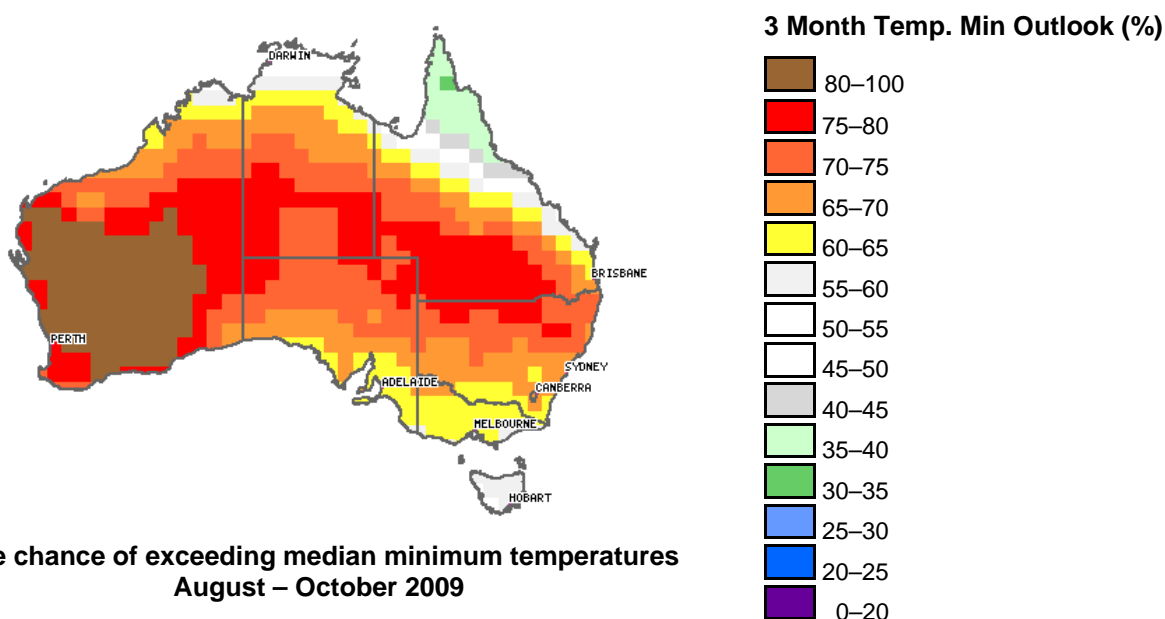 3 Month Temp. Min Outlook (%)
DARWIN
80–100
75–80
70–75
65–70
60–65
BRISBANE
55–60
50–55
PERTH
45–50
SYDNEY
ADELAIDE
CANBERRA
40–45
MELBOURNE
35–40
HOBART
30–35
25–30
e chance of exceeding median minimum temperatures
20–25
August – October 2009
0–20